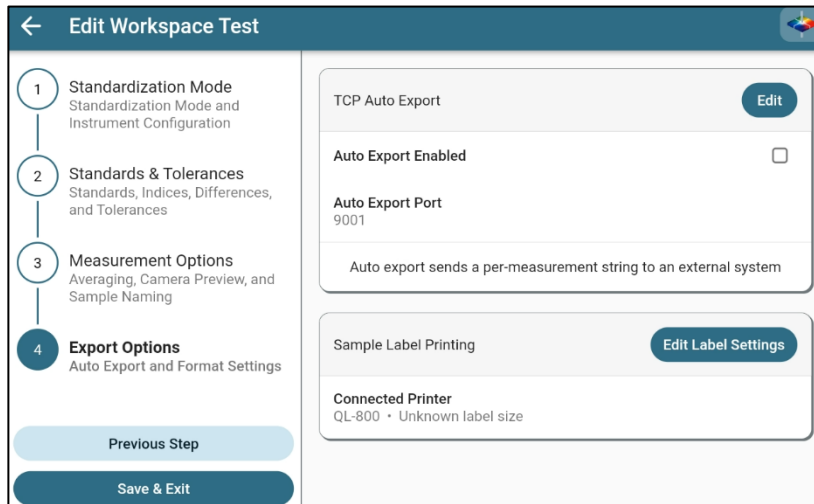 Edit Workspace Test
1
Standardization Mode
Standardization Mode and
Instrument Configuration
2
Standards & Tolerances
Standards, Indices, Differences,
and Tolerances
3
Measurement Options
Averaging, Camera Preview, and
Sample Naming
4
Export Options
Auto Export and Format Settings
Previous Step
Save & Exit
TCP Auto Export
Edit
Auto Export Enabled
Auto Export Port
9001
Auto export sends a per-measurement string to an external system
Sample Label Printing
Edit Label Settings
Connected Printer
QL-800 • Unknown label size